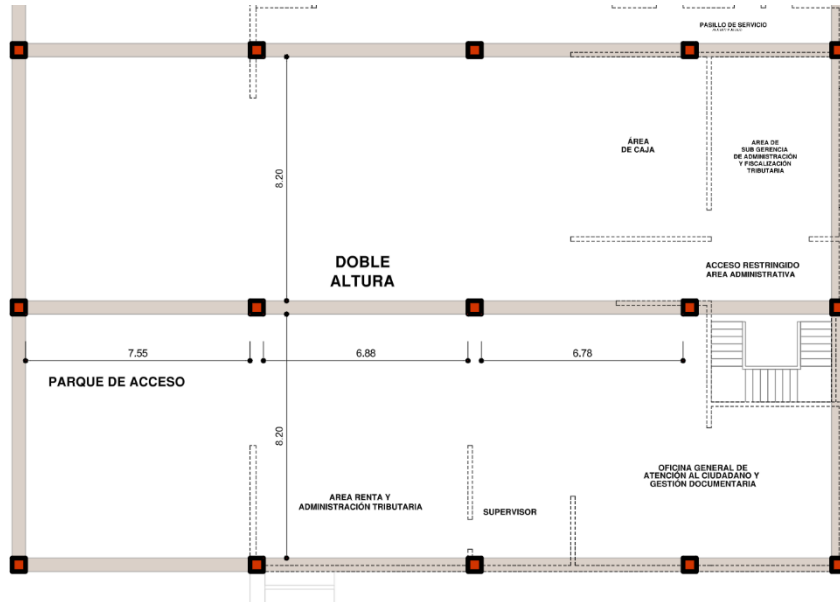 PASILLO DE SERVICIO
ÁREA
DE CAJA
AREA DE
SUB GERENCIA
DE ADMINISTRACIÓN
Y FISCALIZACIÓN
TRIBUTARIA
8.20
DOBLE
ALTURA
ACCESO RESTRINGIDO
AREA ADMINISTRATIVA
7.55
6.88
6.78
PARQUE DE ACCESO
8.20
OFICINA GENERAL DE
ATENCIÓN AL CIUDADANO Y
GESTIÓN DOCUMENTARIA
AREA RENTA Y
ADMINISTRACIÓN TRIBUTARIA
SUPERVISOR